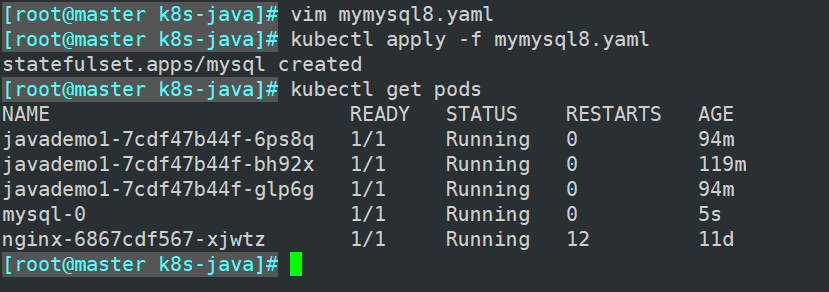 [root@master k8s-java]# vim mymysql8.yaml
[root@master k8s-java]# kubectl apply -f mymysql8.yaml
statefulset.apps/mysql created
[root@master k8s-java]# kubectl get pods
NAME READY STATUS RESTARTS AGE
javademo1-7cdf47b44f-6ps8q 1/1 Running 0 94m
javademo1-7cdf47b44f-bh92x 1/1 Running 0 119m
javademo1-7cdf47b44f-glp6g 1/1 Running 0 94m
mysql-0 1/1 Running 0 5s
nginx-6867cdf567-xjwtz 1/1 Running 12 11d
[root@master k8s-java]#